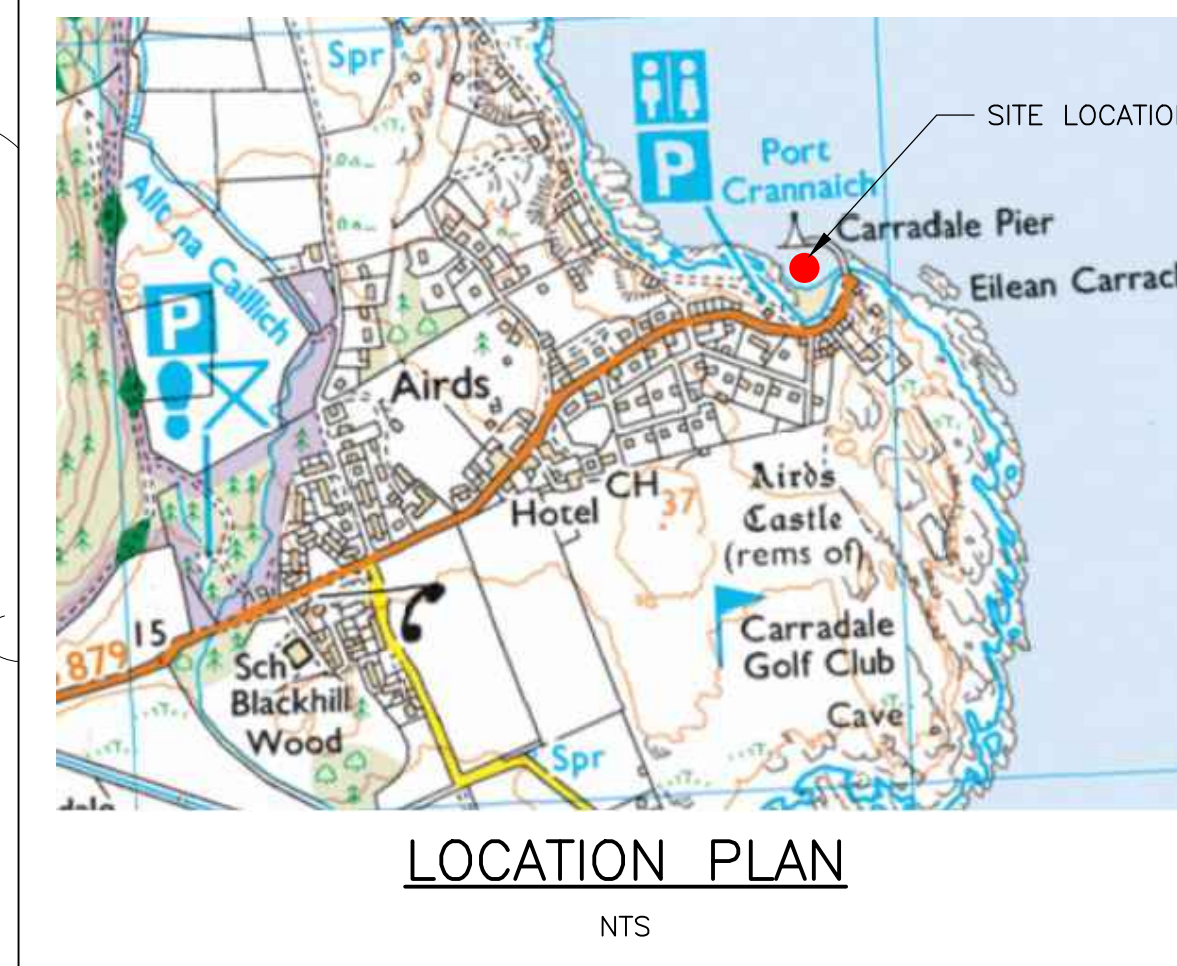 Spr
P
Port
Crannaich
SITE LOCATIO
Carradale Pier
Eilean Carrac
Allt na Caillich
P
Airds
CH
Hotel
37
Airds
Castle
(rems of)
Carradale
Golf Club
15
879
Sch
Blackhill
Wood
Cave
Spr
dale
LOCATION PLAN
NTS